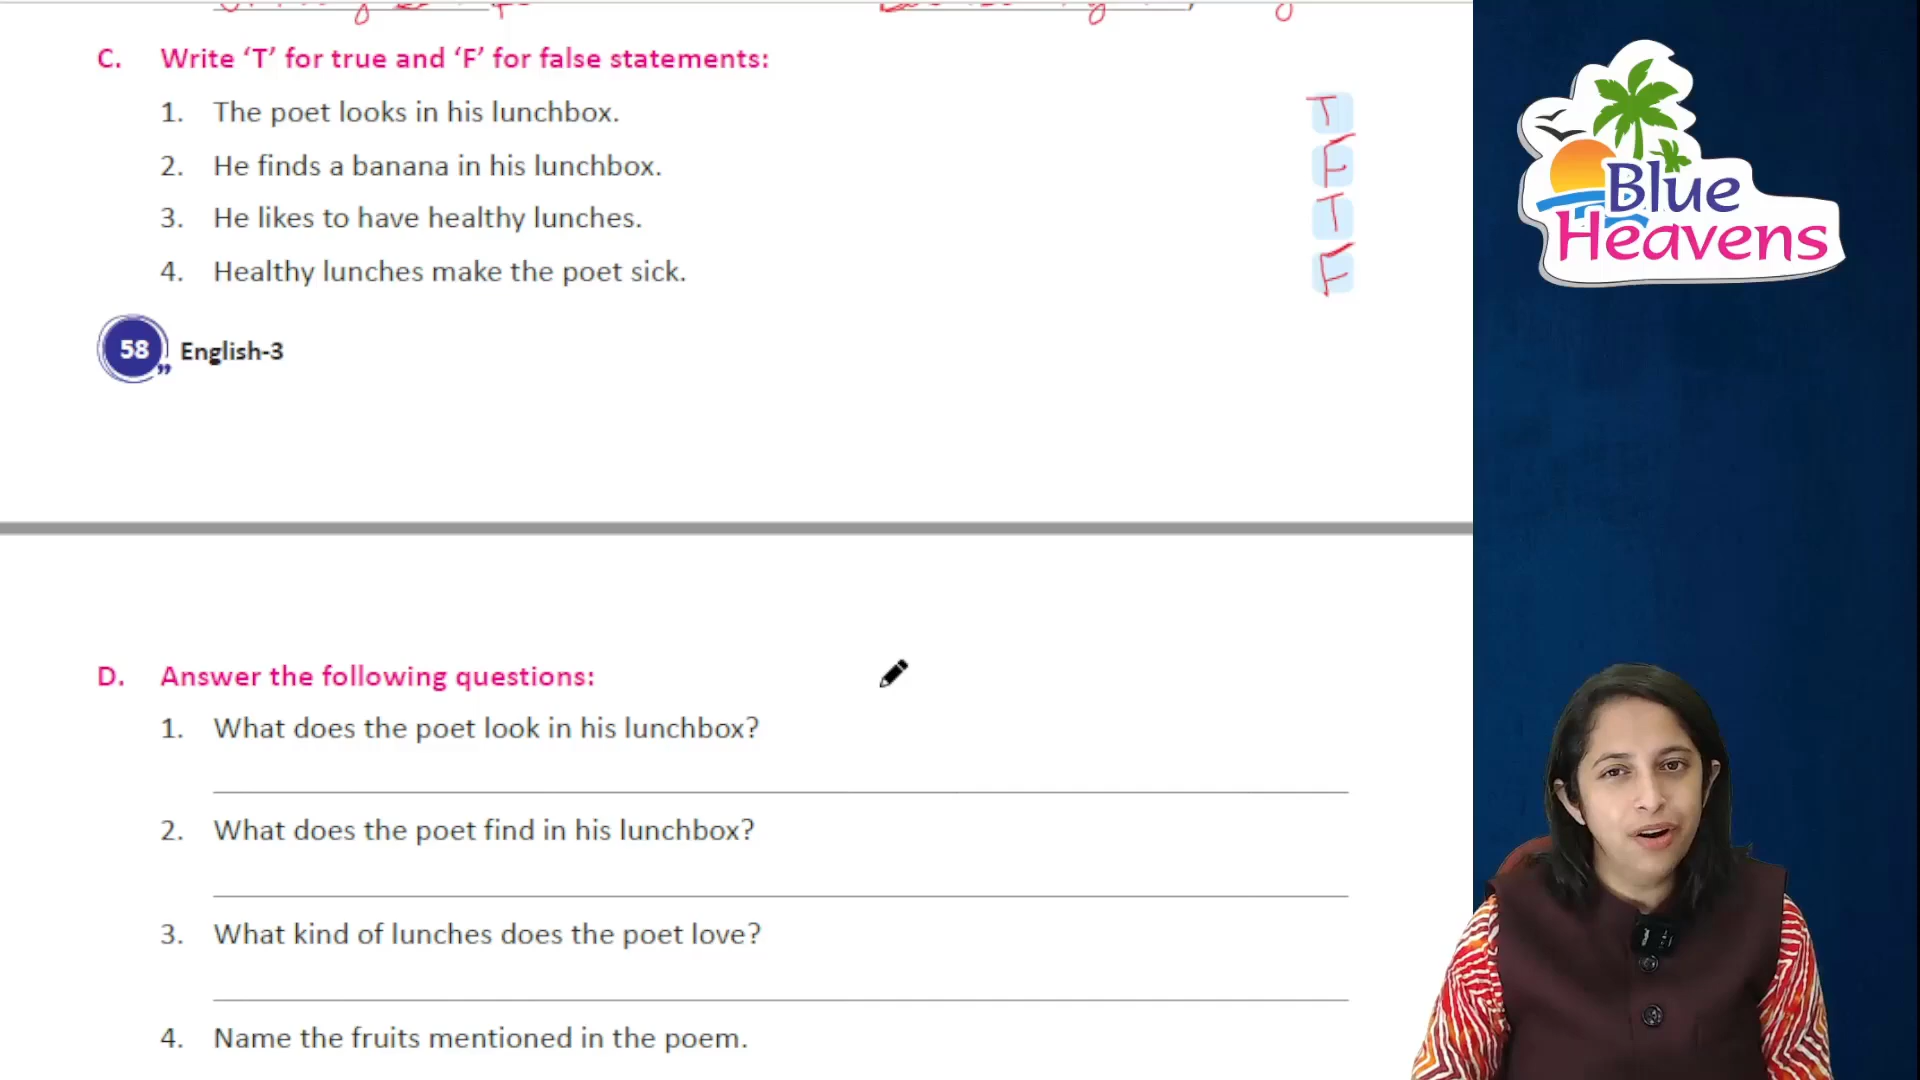 C. Write ‘T’ for true and ‘F’ for false statements:
1. The poet looks in his lunchbox. T
2. He finds a banana in his lunchbox. F
3. He likes to have healthy lunches. T
4. Healthy lunches make the poet sick. F
58 English-3
D. Answer the following questions:
1. What does the poet look in his lunchbox?
2. What does the poet find in his lunchbox?
3. What kind of lunches does the poet love?
4. Name the fruits mentioned in the poem.
Blue
Heavens